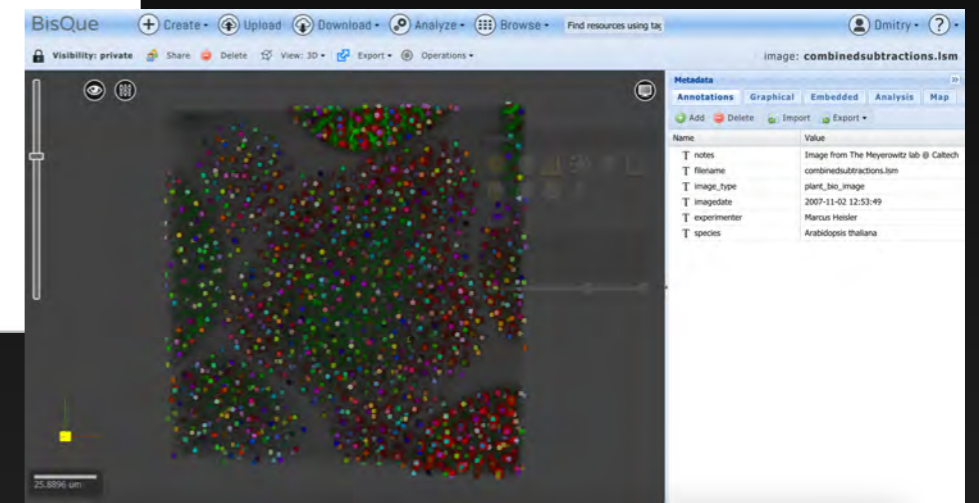 BisQue Create Upload Download Analyze Browse Find resources using tag Dmitry ?
Visibility: private Share Delete View: 3D Export Operations image: combinedsubtractions.lsm
Metadata
Annotations Graphical Embedded Analysis Map
Add Delete Import Export
Name Value
T notes Image from The Meyerowitz lab @ Caltech
T filename combinedsubtractions.lsm
T image_type plant_bio_image
T imagedate 2007-11-02 12:53:49
T experimenter Marcus Heisler
T species Arabidopsis thaliana
25.8896 um